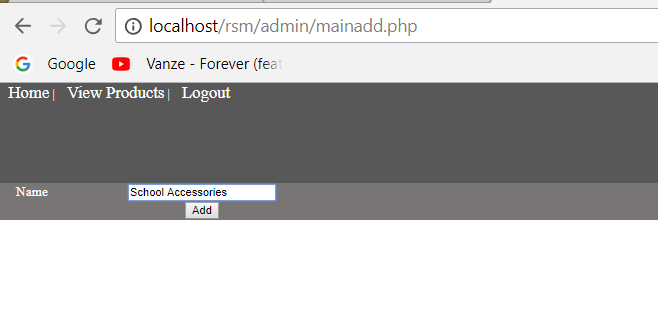 localhost/rsm/admin/mainadd.php
Google Vanze - Forever (feat
Home | View Products | Logout
Name School Accessories
Add